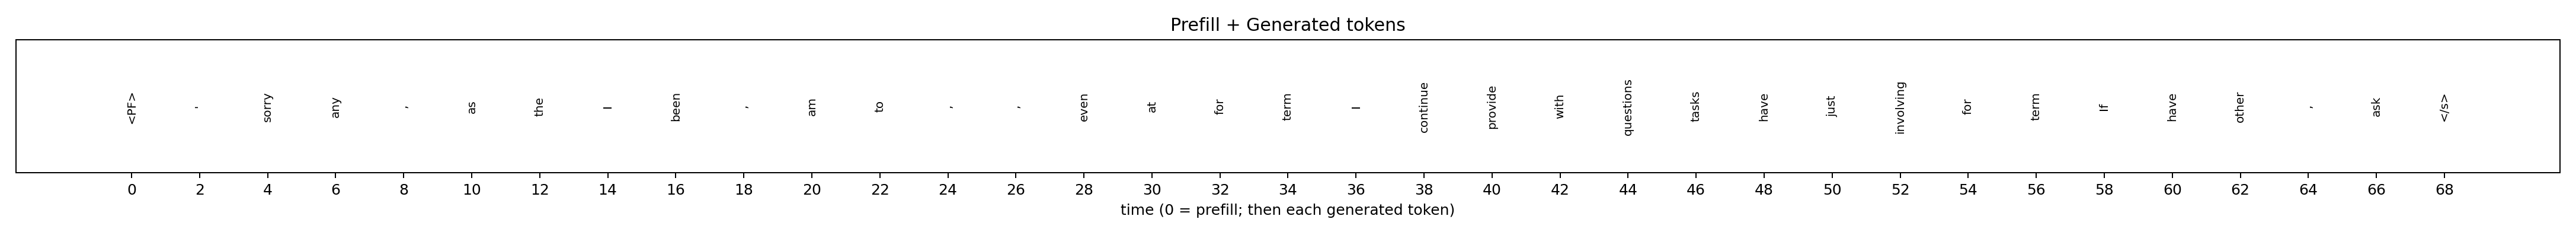 Prefill + Generated tokens
<PF> , sorry any , as the I been , am to , , even at for term I continue provide with questions tasks have just involving for term If have other , ask </s>
0 2 4 6 8 10 12 14 16 18 20 22 24 26 28 30 32 34 36 38 40 42 44 46 48 50 52 54 56 58 60 62 64 66 68
time (0 = prefill; then each generated token)